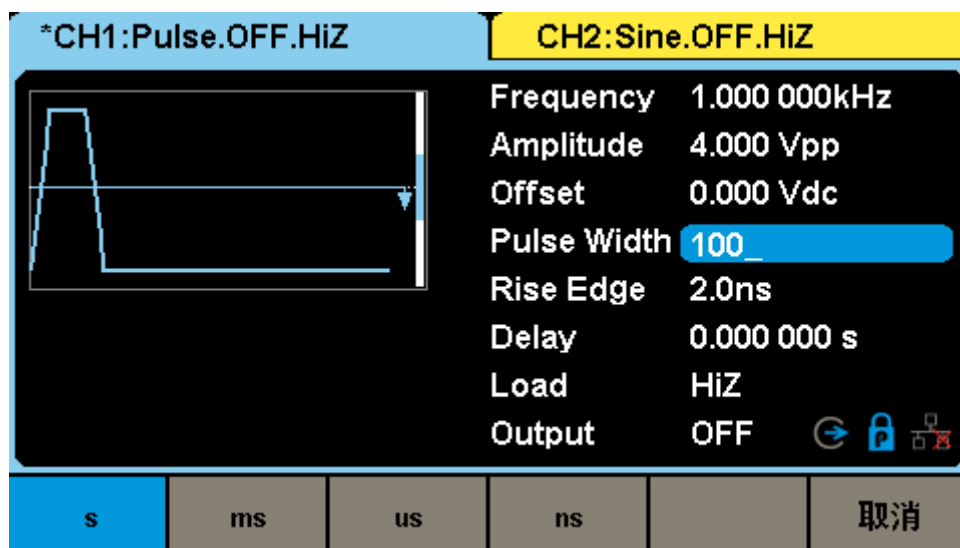 *CH1:Pulse.OFF.HiZ CH2:Sine.OFF.HiZ
Frequency 1.000 000kHz
Amplitude 4.000 Vpp
Offset 0.000 Vdc
Pulse Width 100_
Rise Edge 2.0ns
Delay 0.000 000 s
Load HiZ
Output OFF
s ms us ns 取消